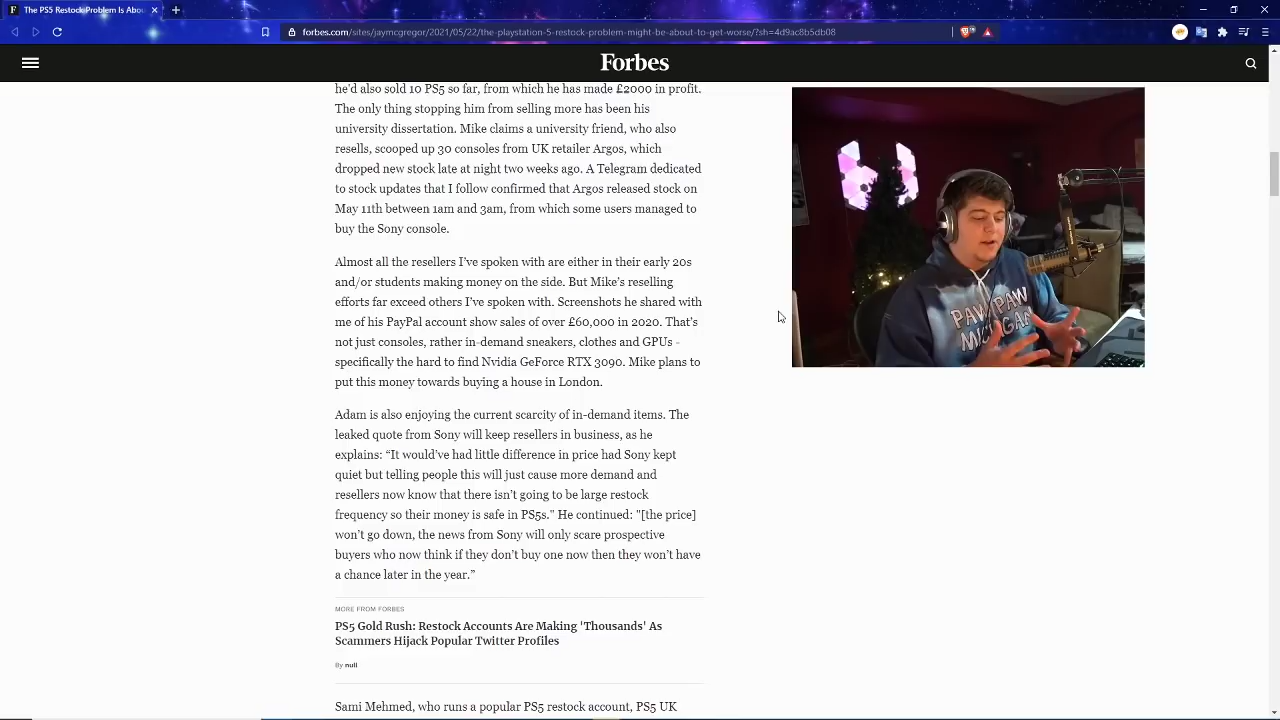 The PS5 Restock Problem Is Abou
forbes.com/sites/jaymcgregor/2021/05/22/the-playstation-5-restock-problem-might-be-about-to-get-worse/?sh=4d9ac8b5db08
Forbes
he'd also sold 10 PS5 so far, from which he has made £2000 in profit.
The only thing stopping him from selling more has been his
university dissertation. Mike claims a university friend, who also
resells, scooped up 30 consoles from UK retailer Argos, which
dropped new stock late at night two weeks ago. A Telegram dedicated
to stock updates that I follow confirmed that Argos released stock on
May 11th between 1am and 3am, from which some users managed to
buy the Sony console.
Almost all the resellers I've spoken with are either in their early 20s
and/or students making money on the side. But Mike's reselling
efforts far exceed others I've spoken with. Screenshots he shared with
me of his PayPal account show sales of over £60,000 in 2020. That's
not just consoles, rather in-demand sneakers, clothes and GPUs -
specifically the hard to find Nvidia GeForce RTX 3090. Mike plans to
put this money towards buying a house in London.
Adam is also enjoying the current scarcity of in-demand items. The
leaked quote from Sony will keep resellers in business, as he
explains: “It would've had little difference in price had Sony kept
quiet but telling people this will just cause more demand and
resellers now know that there isn't going to be large restock
frequency so their money is safe in PS5s." He continued: "[the price]
won't go down, the news from Sony will only scare prospective
buyers who now think if they don't buy one now then they won't have
a chance later in the year.”
MORE FROM FORBES
PS5 Gold Rush: Restock Accounts Are Making 'Thousands' As
Scammers Hijack Popular Twitter Profiles
By null
Sami Mehmed, who runs a popular PS5 restock account, PS5 UK
PAW PAW
MICHIGAN